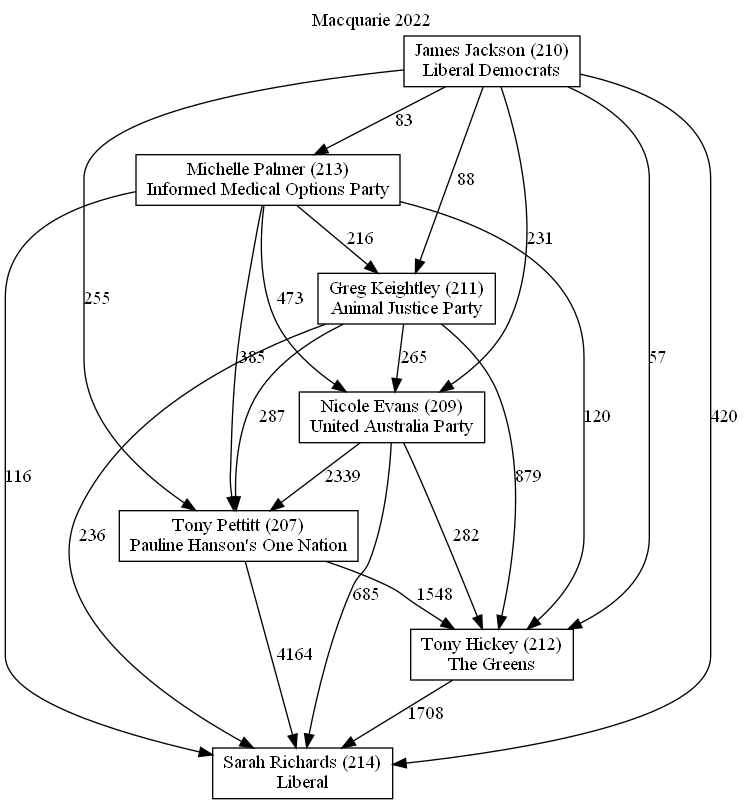 Macquarie 2022
James Jackson (210)
Liberal Democrats
83
Michelle Palmer (213)
Informed Medical Options Party
88
216
231
Greg Keightley (211)
Animal Justice Party
255
473
385
265
57
Nicole Evans (209)
United Australia Party
287
120
420
116
2339
879
Tony Pettitt (207)
Pauline Hanson's One Nation
236
282
685
1548
Tony Hickey (212)
The Greens
4164
1708
Sarah Richards (214)
Liberal